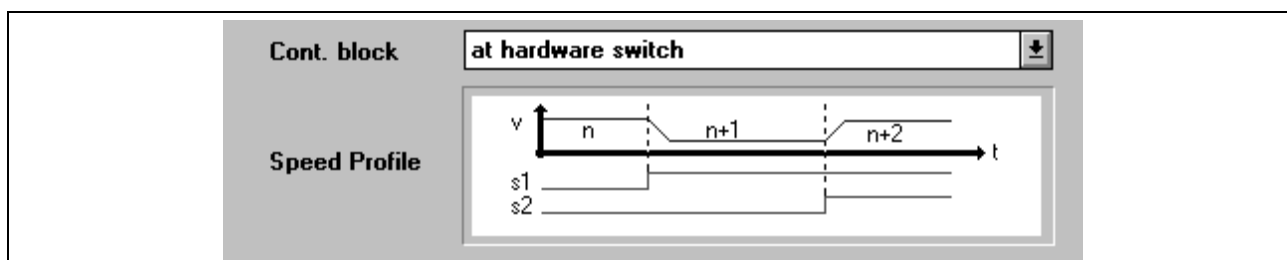 Cont. block at hardware switch
v n n+1 n+2
t
Speed Profile
s1
s2